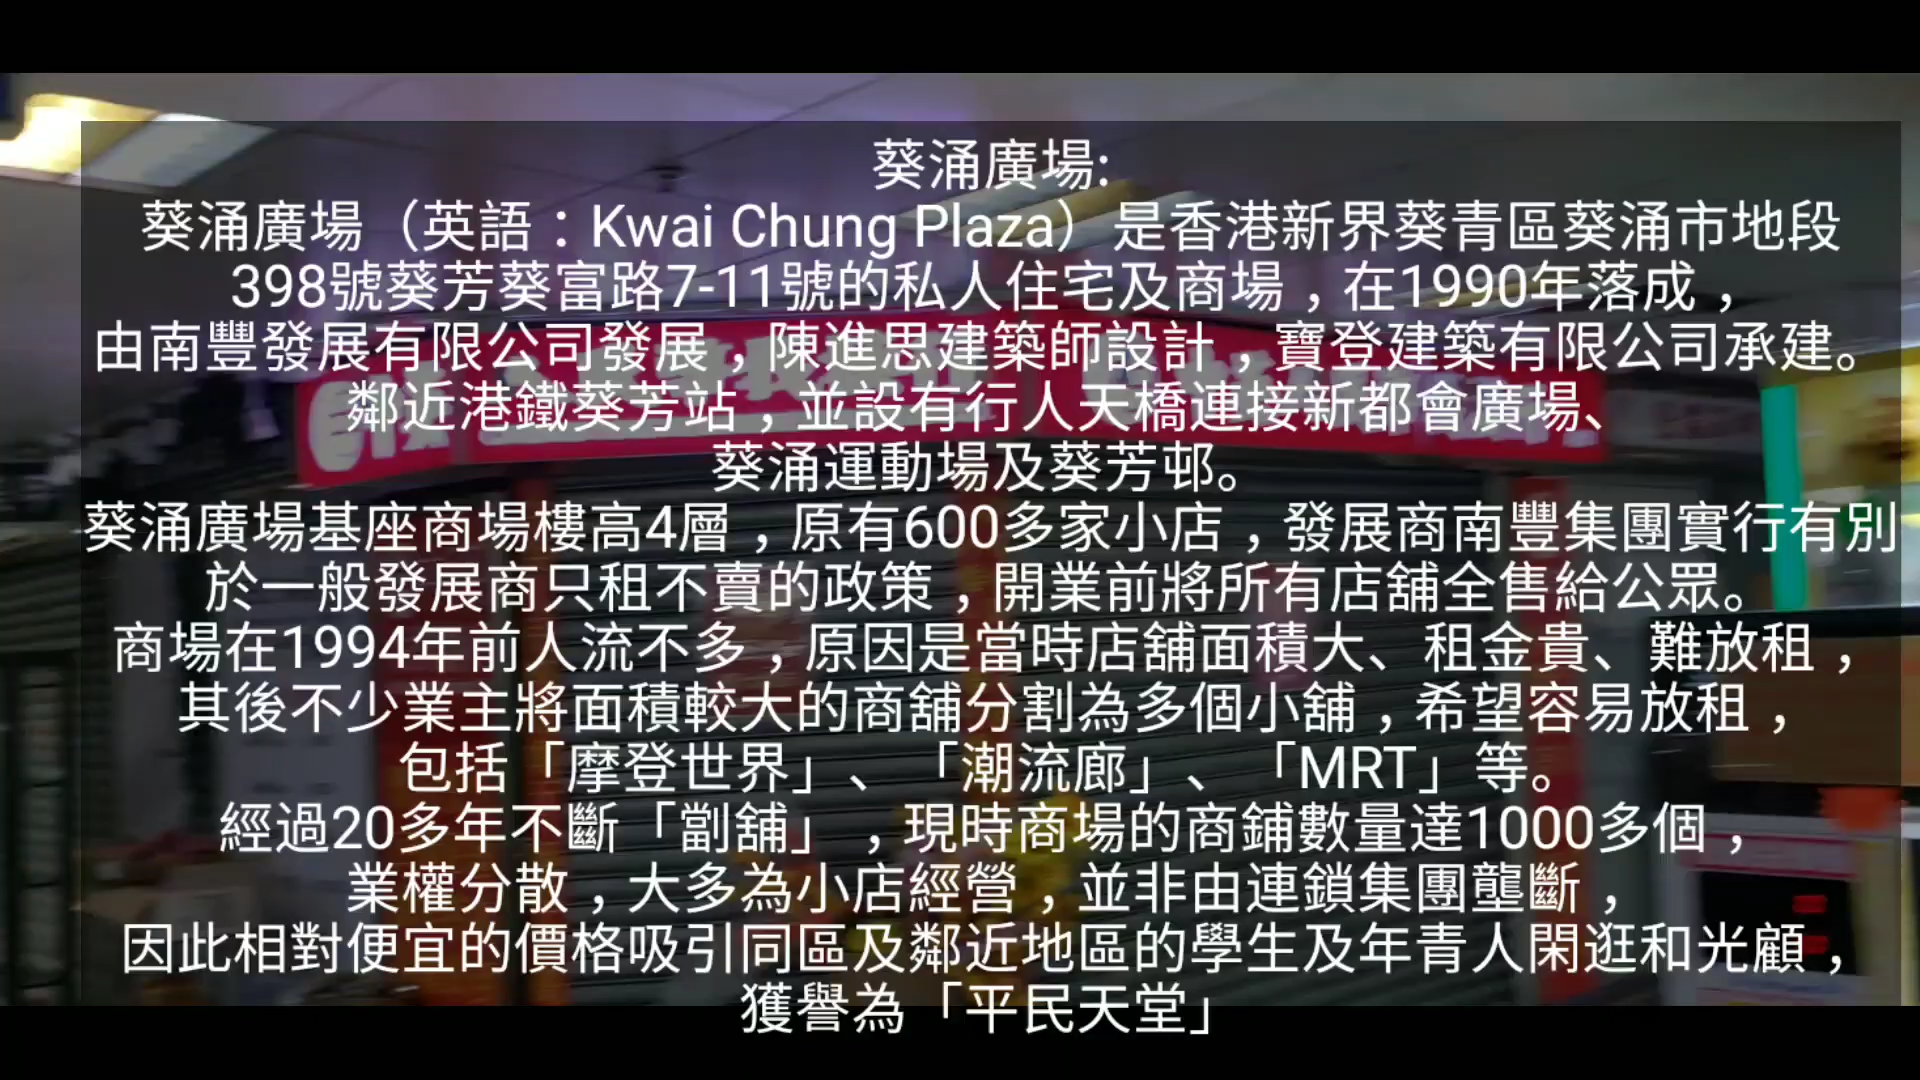 葵涌廣場:
葵涌廣場（英語：Kwai Chung Plaza）是香港新界葵青區葵涌市地段
398號葵芳葵富路7-11號的私人住宅及商場，在1990年落成，
由南豐發展有限公司發展，陳進思建築師設計，寶登建築有限公司承建。
鄰近港鐵葵芳站，並設有行人天橋連接新都會廣場、
葵涌運動場及葵芳邨。
葵涌廣場基座商場樓高4層，原有600多家小店，發展商南豐集團實行有別
於一般發展商只租不賣的政策，開業前將所有店舖全售給公眾。
商場在1994年前人流不多，原因是當時店舖面積大、租金貴、難放租，
其後不少業主將面積較大的商舖分割為多個小舖，希望容易放租，
包括「摩登世界」、「潮流廊」、「MRT」等。
經過20多年不斷「劏舖」，現時商場的商鋪數量達1000多個，
業權分散，大多為小店經營，並非由連鎖集團壟斷，
因此相對便宜的價格吸引同區及鄰近地區的學生及年青人閑逛和光顧，
獲譽為「平民天堂」